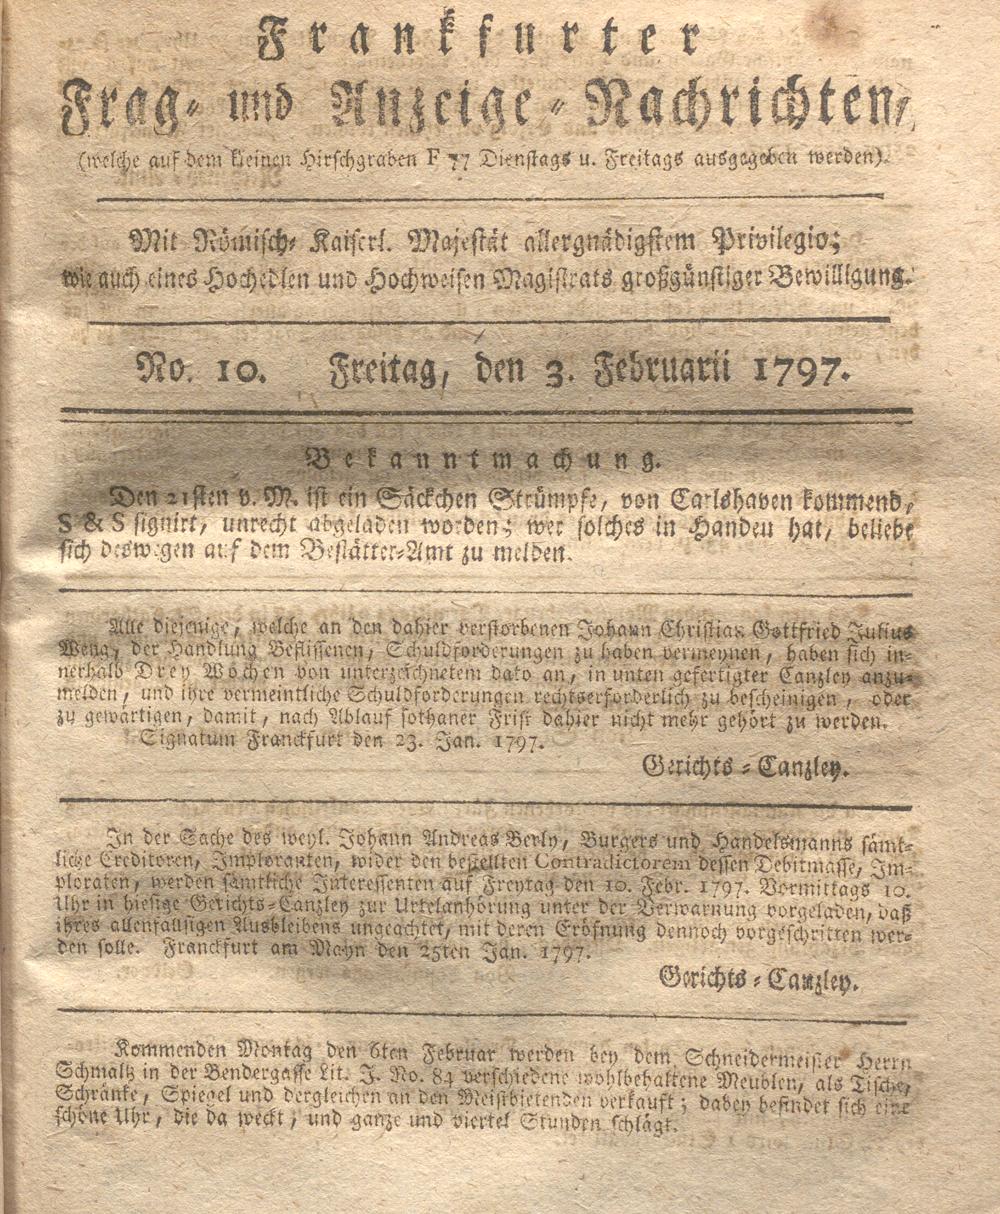 Frankfurter
Frag- und Anzeige-Nachrichten,
(welche auf dem kleinen Hirschgraben F 77 Dienstags u. Freitags ausgegeben werden).
Mit Römisch-Kaiserl. Majestät allergnädigstem Privilegio;
wie auch eines Hochedlen und Hochweisen Magistrats großgünstiger Bewilligung.
No. 10. Freitag, den 3. Februarii 1797.
Bekanntmachung.
Den 21sten v. M. ist ein Säckchen Strümpfe, von Carlshaven kommend,
S & S signirt, unrecht abgeladen worden; wer solches in Handen hat, beliebe
sich deswegen auf dem Bestätter-Amt zu melden.
Alle diejenige, welche an den dahier verstorbenen Johann Christian Gottfried Julius
Weng, der Handlung Beflissenen, Schuldforderungen zu haben vermeynen, haben sich in-
nerhalb Drey Wochen von unterzeichnetem dato an, in unten gefertigter Canzley anzu-
melden, und ihre vermeintliche Schuldforderungen rechtserforderlich zu bescheinigen, oder
zu gewärtigen, damit, nach Ablauf sothaner Frist dahier nicht mehr gehört zu werden.
Signatum Franckfurt den 23. Jan. 1797.
Gerichts-Canzley.
In der Sache des weyl. Johann Andreas Berly, Burgers und Handelsmanns sämt-
liche Creditoren, Imploranten, wider den bestellten Contradictorem dessen Debitmasse, Im-
ploraten, werden sämtliche Interessenten auf Freytag den 10. Febr. 1797. Vormittags 10.
Uhr in hiesige Gerichts-Canzley zur Urtelanhörung unter der Verwarnung vorgeladen, daß
ihres allenfallsigen Ausbleibens ungeachtet, mit deren Eröfnung dennoch vorgeschritten wer-
den solle. Franckfurt am Mayn den 25ten Jan. 1797.
Gerichts-Canzley.
Kommenden Montag den 6ten Februar werden bey dem Schneidermeister Herrn
Schmaltz in der Bendergasse Lit. J. No. 84 verschiedene wohlbehaltene Meublen, als Tische,
Schränke, Spiegel und dergleichen an den Meistbietenden verkauft; dabey befindet sich eine
schöne Uhr, die da weckt, und ganze und viertel Stunden schlägt.